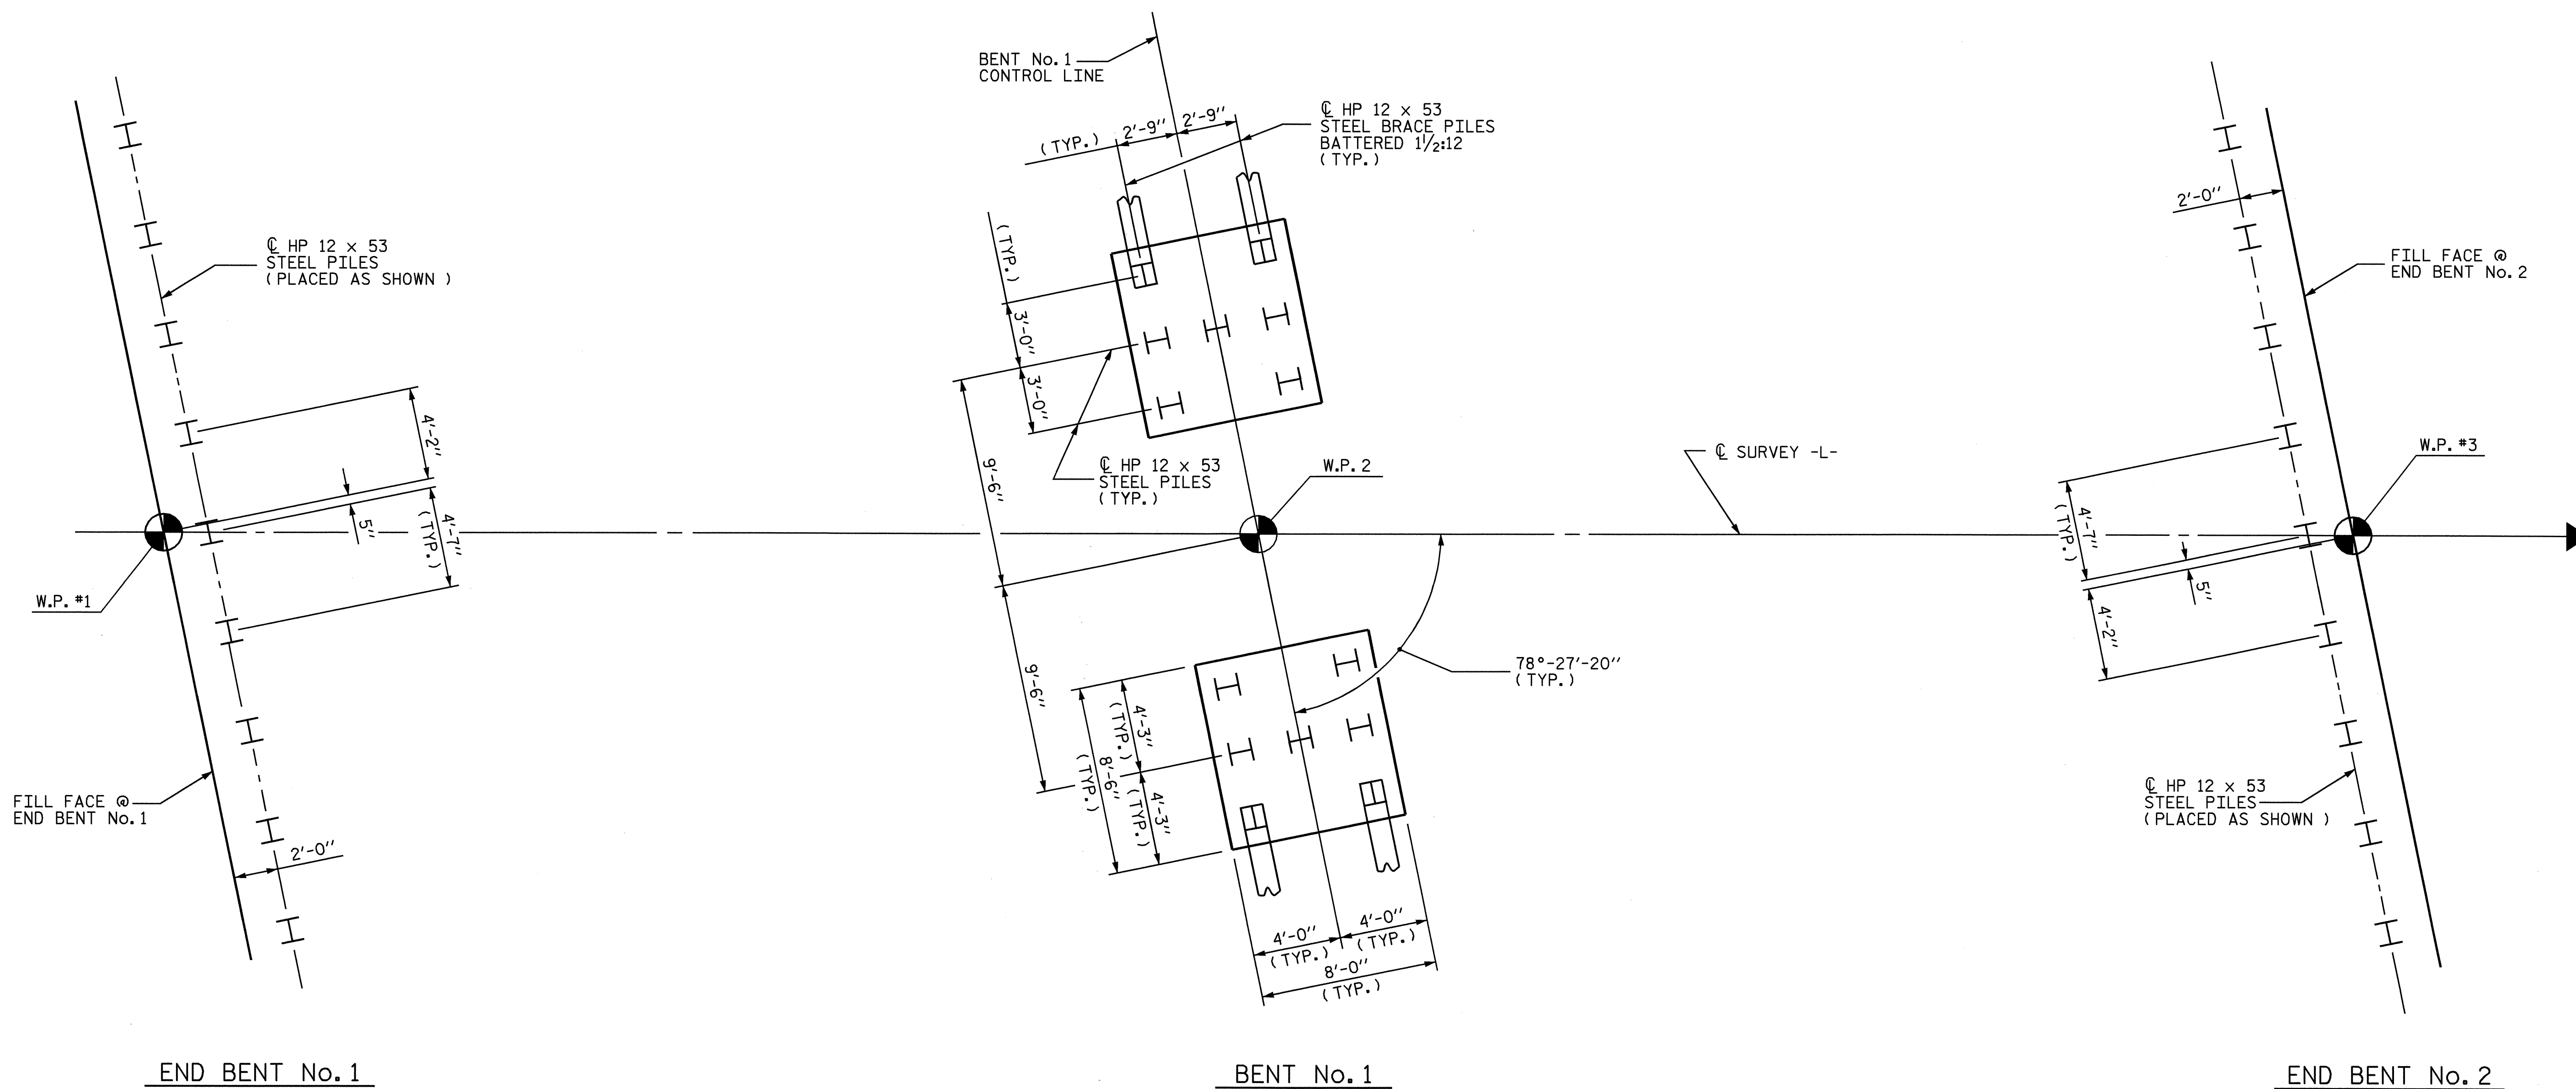 BENT No. 1
CONTROL LINE
℄ HP 12 x 53
STEEL BRACE PILES
BATTERED 1 1/2:12
(TYP.)
(TYP.)
2'-9"
2'-9"
℄ HP 12 x 53
STEEL PILES
(PLACED AS SHOWN )
(TYP.)
3'-0"
3'-0"
2'-0"
FILL FACE @
END BENT No. 2
4'-2"
5"
4'-7"
(TYP.)
W.P. #1
9'-6"
℄ HP 12 x 53
STEEL PILES
(TYP.)
W.P. 2
℄ SURVEY -L-
W.P. #3
4'-7"
(TYP.)
5"
4'-2"
9'-6"
78°-27'-20"
(TYP.)
4'-3"
(TYP.)
8'-6"
(TYP.)
4'-3"
(TYP.)
FILL FACE @
END BENT No. 1
2'-0"
℄ HP 12 x 53
STEEL PILES
(PLACED AS SHOWN )
4'-0"
(TYP.)
4'-0"
(TYP.)
8'-0"
(TYP.)
END BENT No. 1
BENT No. 1
END BENT No. 2